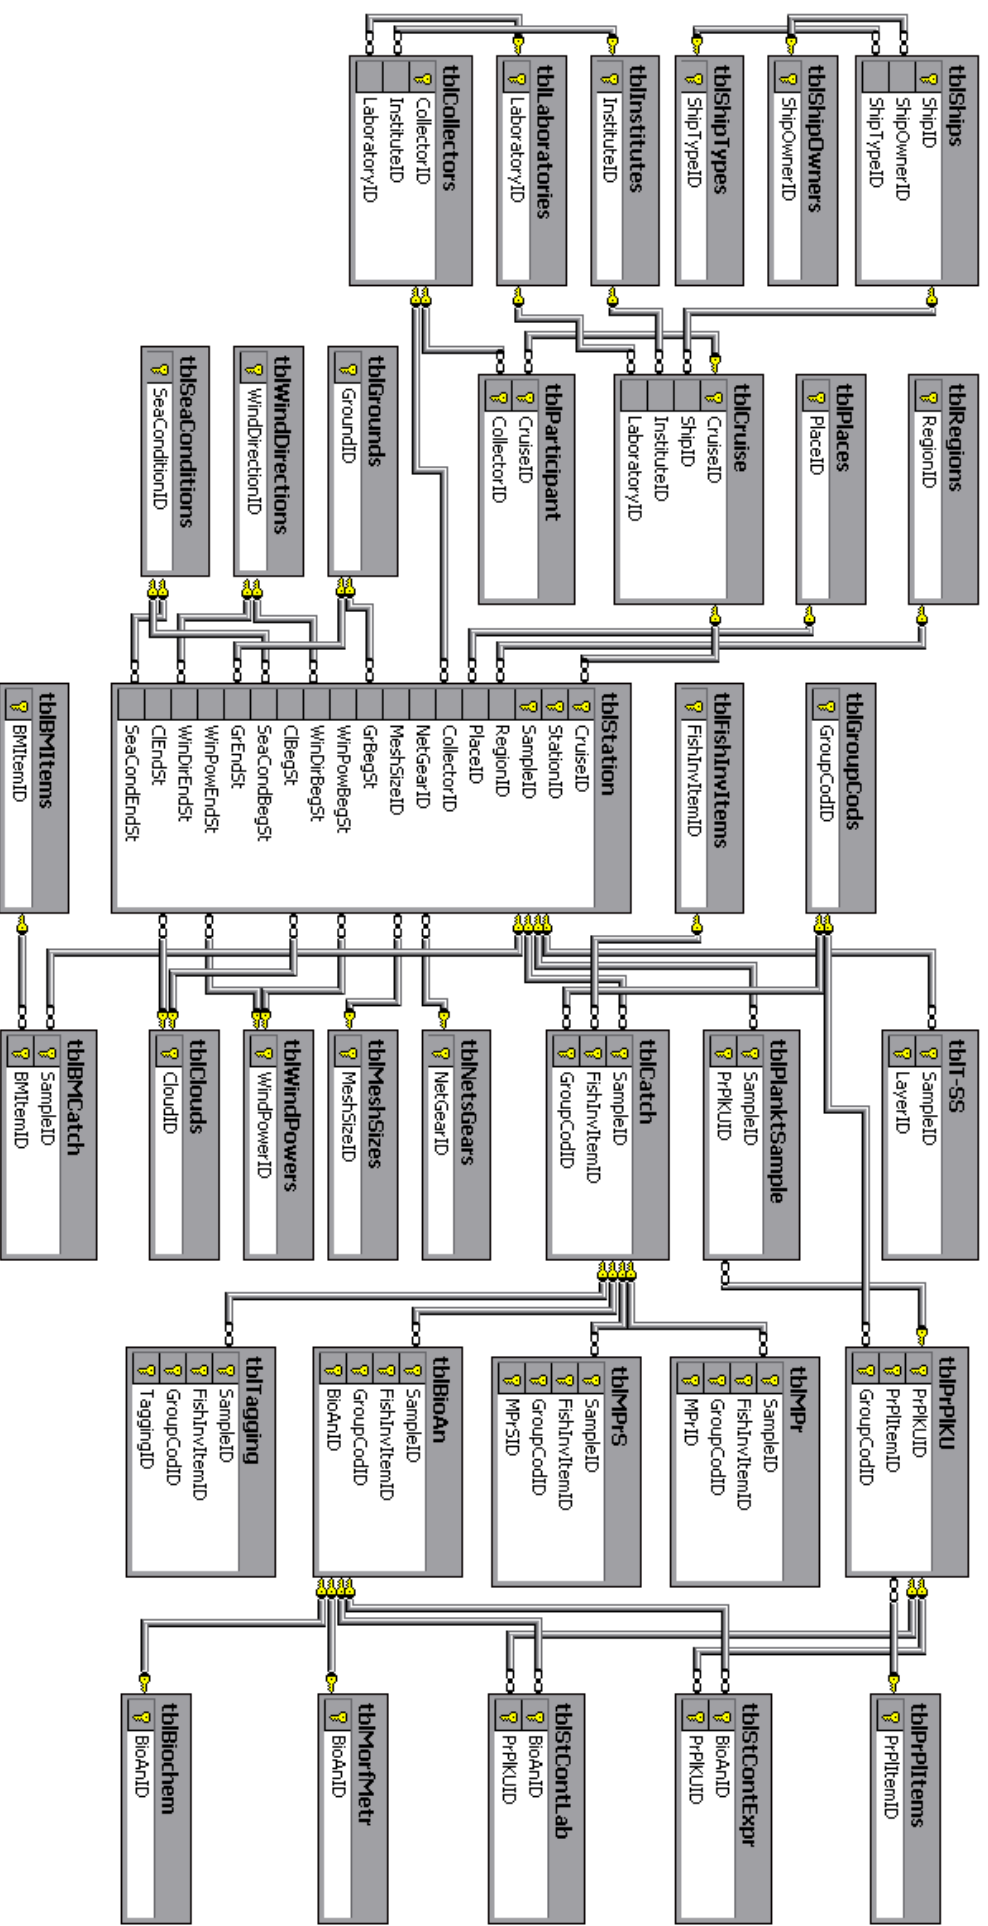 tblShips
ShipID
ShipOwnerID
ShipTypeID
tblShipOwners
ShipOwnerID
tblShipTypes
ShipTypeID
tblInstitutes
InstituteID
tblLaboratories
LaboratoryID
tblCollectors
CollectorID
InstituteID
LaboratoryID
tblRegions
RegionID
tblPlaces
PlaceID
tblCruise
CruiseID
ShipID
InstituteID
LaboratoryID
tblParticipant
CruiseID
CollectorID
tblGrounds
GroundID
tblWindDirections
WindDirectionID
tblSeaConditions
SeaConditionID
tblGroupCods
GroupCodID
tblFishInvItems
FishInvItemID
tblStation
CruiseID
StationID
SampleID
RegionID
PlaceID
CollectorID
NetGearID
MeshSizeID
GrBegSt
WinPowBegSt
WinDirBegSt
ClBegSt
SeaCondBegSt
GrEndSt
WinPowEndSt
WinDirEndSt
ClEndSt
SeaCondEndSt
tblBMItems
BMItemID
tblT-SS
SampleID
LayerID
tblPlanktSample
SampleID
PrPlKUID
tblCatch
SampleID
FishInvItemID
GroupCodID
tblNetsGears
NetGearID
tblMeshSizes
MeshSizeID
tblWindPowers
WindPowerID
tblClouds
CloudID
tblBMCatch
SampleID
BMItemID
tblPrPlKU
PrPlKUID
PrPlItemID
GroupCodID
tblMPr
SampleID
FishInvItemID
GroupCodID
MPrID
tblMPrS
SampleID
FishInvItemID
GroupCodID
MPrSID
tblBioAn
SampleID
FishInvItemID
GroupCodID
BioAnID
tblTagging
SampleID
FishInvItemID
GroupCodID
TaggingID
tblPrPlItems
PrPlItemID
tblStContExpr
BioAnID
PrPlKUID
tblStContLab
BioAnID
PrPlKUID
tblMorfMetr
BioAnID
tblBiochem
BioAnID